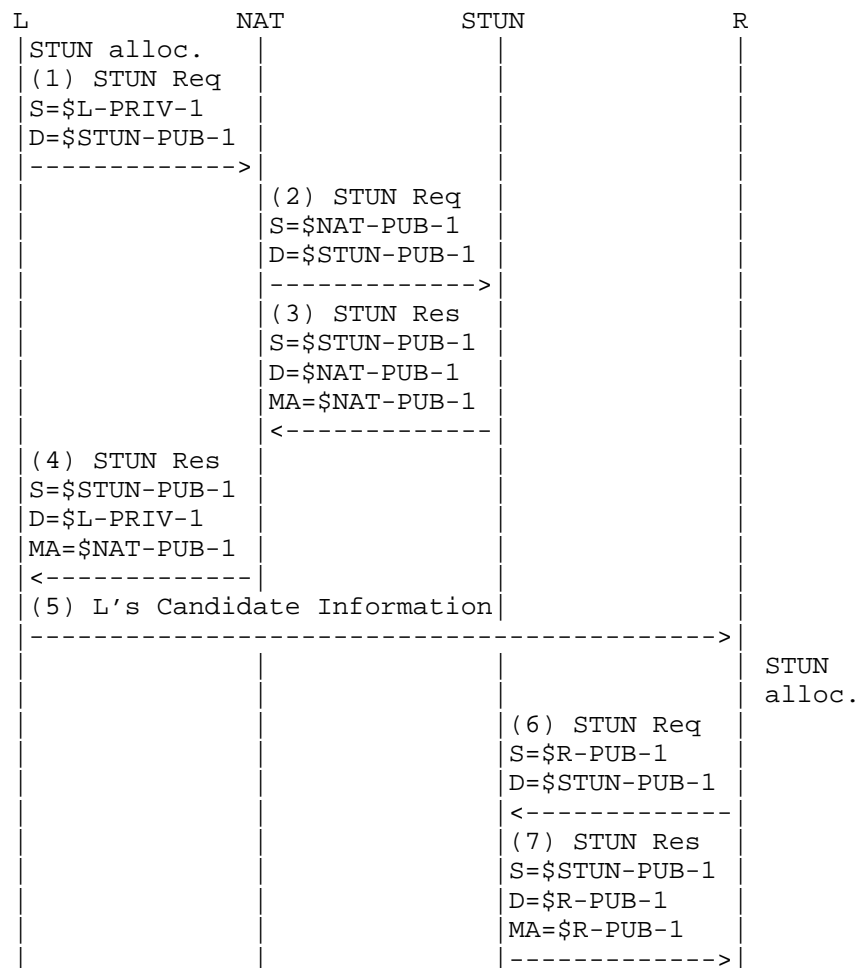 L NAT STUN R
STUN alloc.
(1) STUN Req
S=$L-PRIV-1
D=$STUN-PUB-1
------------->
(2) STUN Req
S=$NAT-PUB-1
D=$STUN-PUB-1
------------->
(3) STUN Res
S=$STUN-PUB-1
D=$NAT-PUB-1
MA=$NAT-PUB-1
<-------------
(4) STUN Res
S=$STUN-PUB-1
D=$L-PRIV-1
MA=$NAT-PUB-1
<-------------
(5) L’s Candidate Information
------------------------------------------->
STUN
alloc.
(6) STUN Req
S=$R-PUB-1
D=$STUN-PUB-1
<-------------
(7) STUN Res
S=$STUN-PUB-1
D=$R-PUB-1
MA=$R-PUB-1
------------->